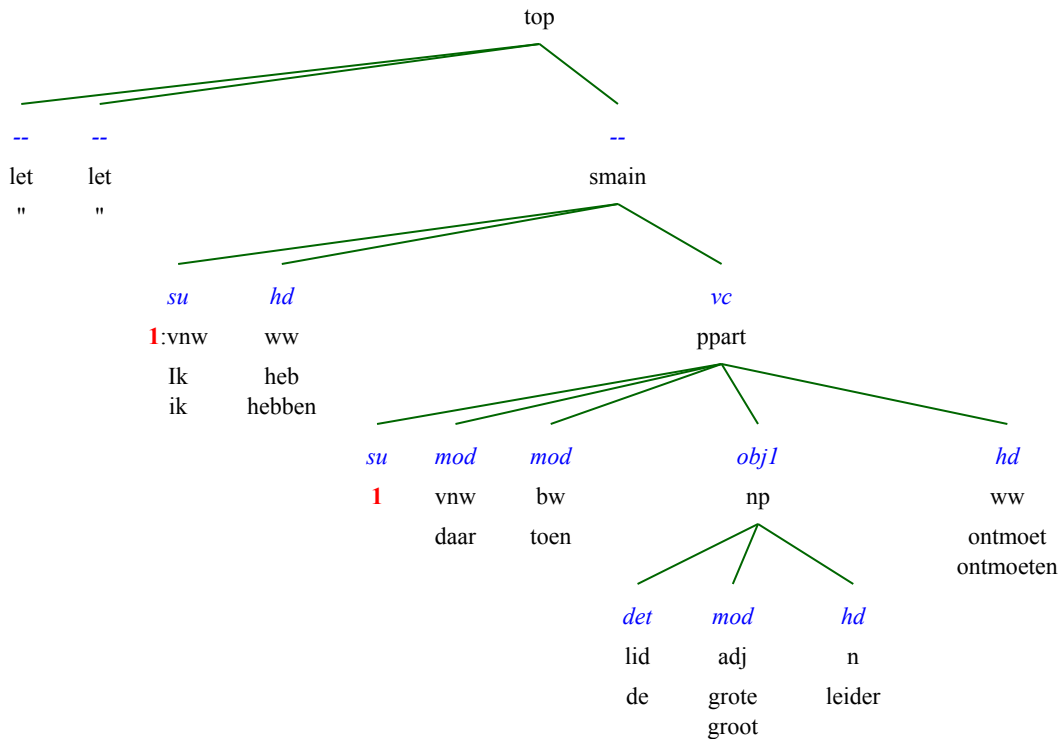 top
-- -- --
let let smain
" "
su hd vc
1:vnw ww ppart
Ik heb
ik hebben
su mod mod obj1 hd
1 vnw bw np ww
daar toen ontmoet
ontmoeten
det mod hd
lid adj n
de grote leider
groot